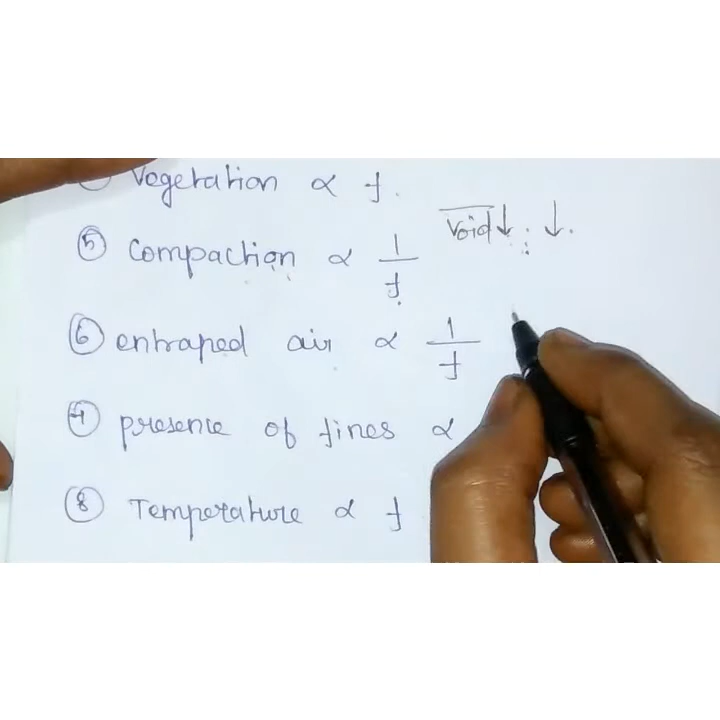 Vegetation ∝ f.
void↓ : ↓.
⑤ Compaction ∝ 1/f
⑥ entraped air ∝ 1/f
⑦ presence of fines ∝
⑧ Temperature ∝ f